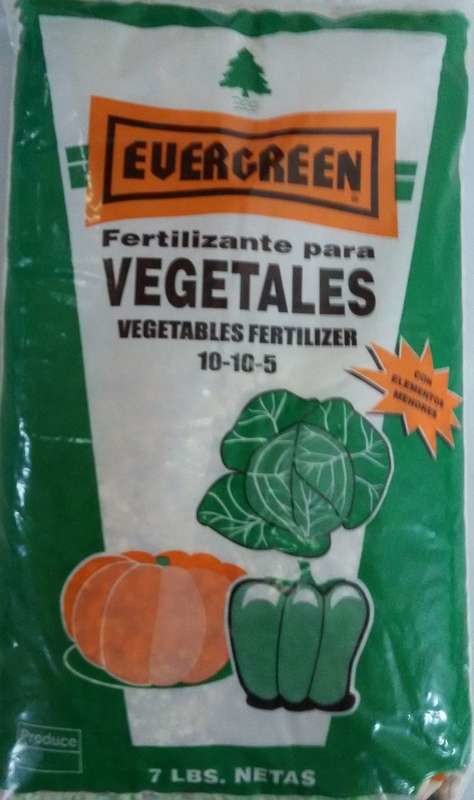 EVERGREEN
Fertilizante para
VEGETALES
VEGETABLES FERTILIZER
10-10-5
CON
ELEMENTOS
MENORES
Produce
7 LBS. NETAS